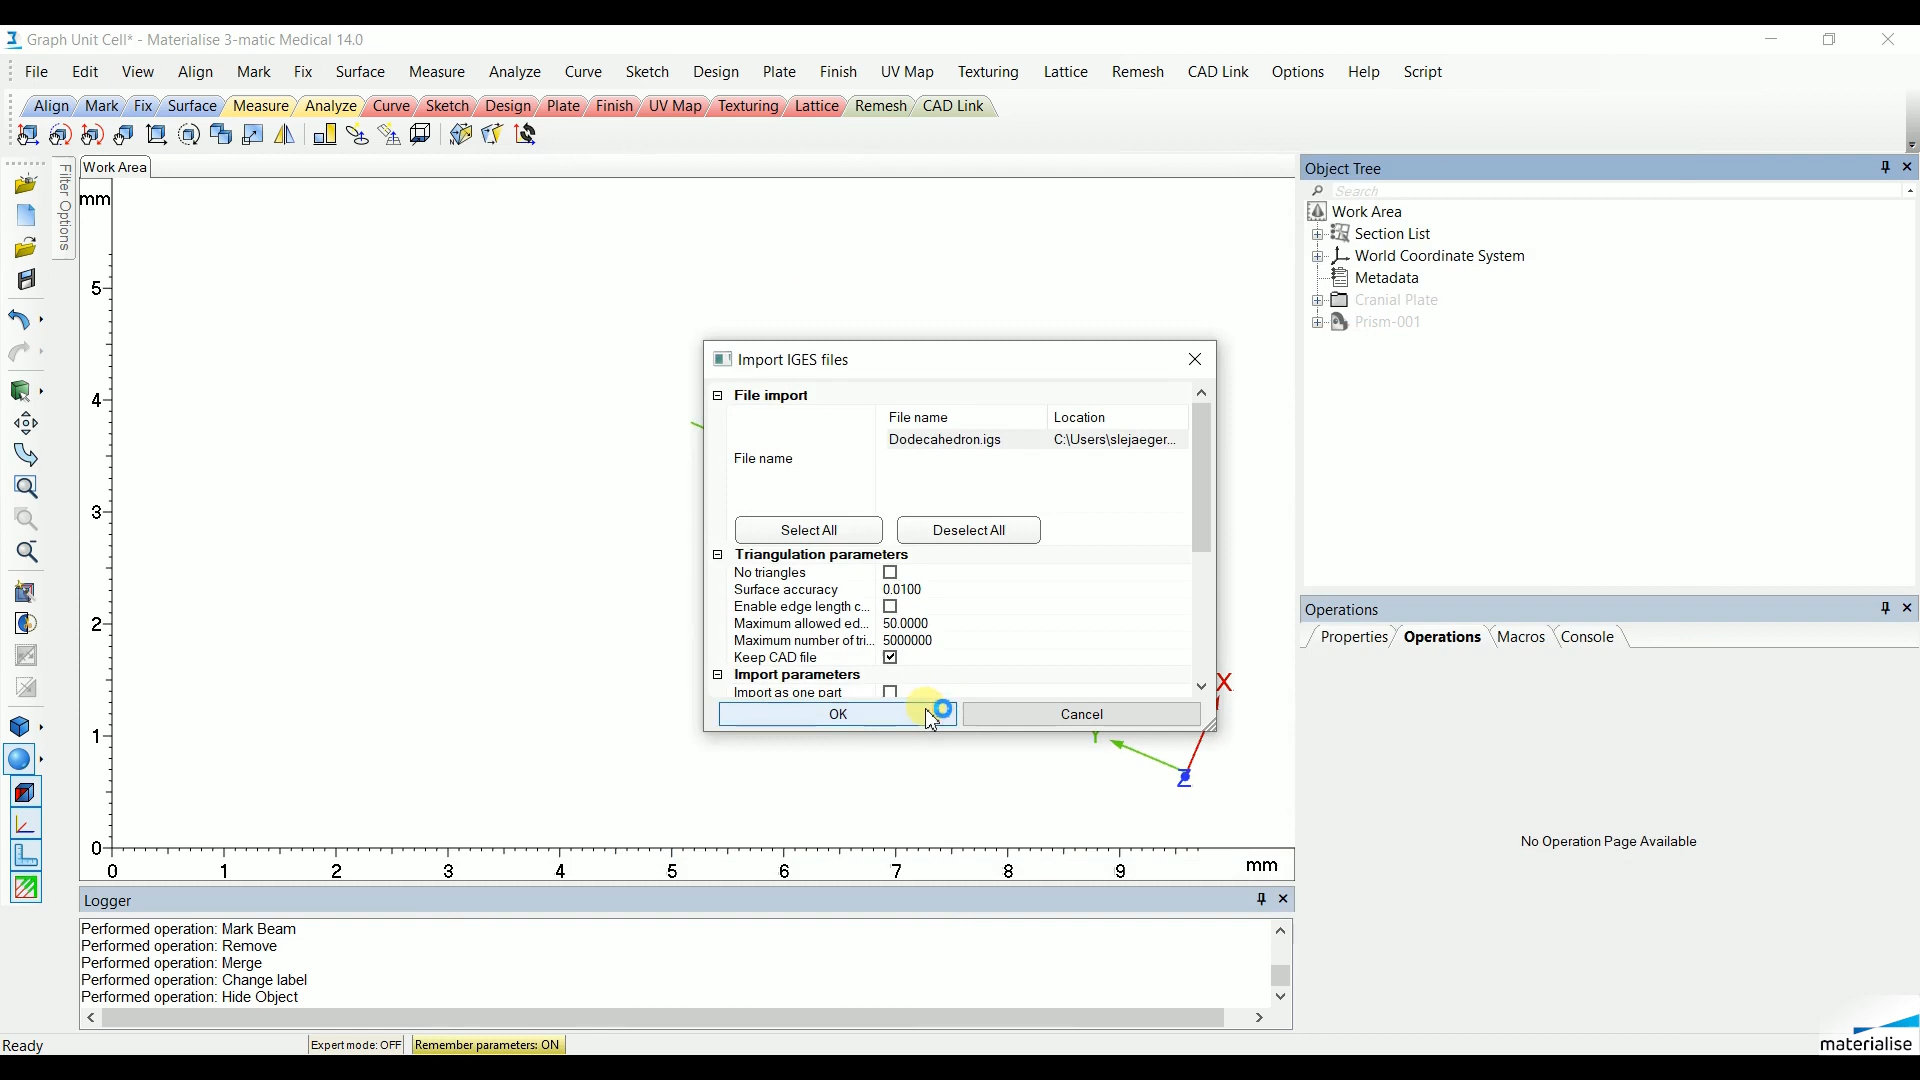 Graph Unit Cell* - Materialise 3-matic Medical 14.0
File Edit View Align Mark Fix Surface Measure Analyze Curve Sketch Design Plate Finish UV Map Texturing Lattice Remesh CAD Link Options Help Script
Align Mark Fix Surface Measure Analyze Curve Sketch Design Plate Finish UV Map Texturing Lattice Remesh CAD Link
Filter Options
Work Area
mm
5
4
3
2
1
0
0 1 2 3 4 5 6 7 8 9 mm
X
Y
Z
Import IGES files
File import
File name Location
Dodecahedron.igs C:\Users\slejaeger...
File name
Select All Deselect All
Triangulation parameters
No triangles
Surface accuracy 0.0100
Enable edge length c...
Maximum allowed ed... 50.0000
Maximum number of tri... 5000000
Keep CAD file
Import parameters
Import as one part
OK Cancel
Object Tree
Search
Work Area
Section List
World Coordinate System
Metadata
Cranial Plate
Prism-001
Operations
Properties Operations Macros Console
No Operation Page Available
Logger
Performed operation: Mark Beam
Performed operation: Remove
Performed operation: Merge
Performed operation: Change label
Performed operation: Hide Object
Ready Expert mode: OFF Remember parameters: ON
materialise